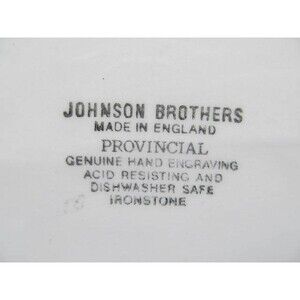 JOHNSON BROTHERS
MADE IN ENGLAND
PROVINCIAL
GENUINE HAND ENGRAVING
ACID RESISTING AND
DISHWASHER SAFE
IRONSTONE